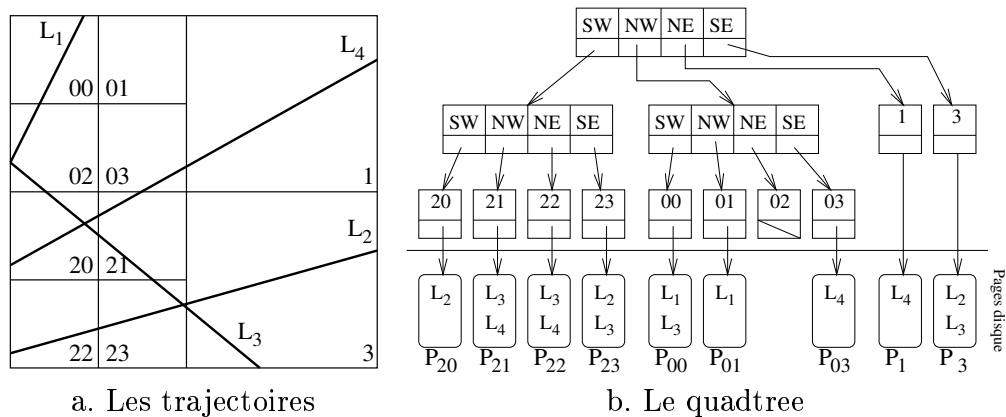 L1
L4
00 01
02 03 1
L2
20 21
L3
22 23 3
a. Les trajectoires
SW NW NE SE
SW NW NE SE
SW NW NE SE
1 3
20 21 22 23 00 01 02 03
Pages disque
L2 L3 L3 L2 L1 L1 L4 L4 L2
L4 L4 L3 L3 L3
P20 P21 P22 P23 P00 P01 P03 P1 P3
b. Le quadtree